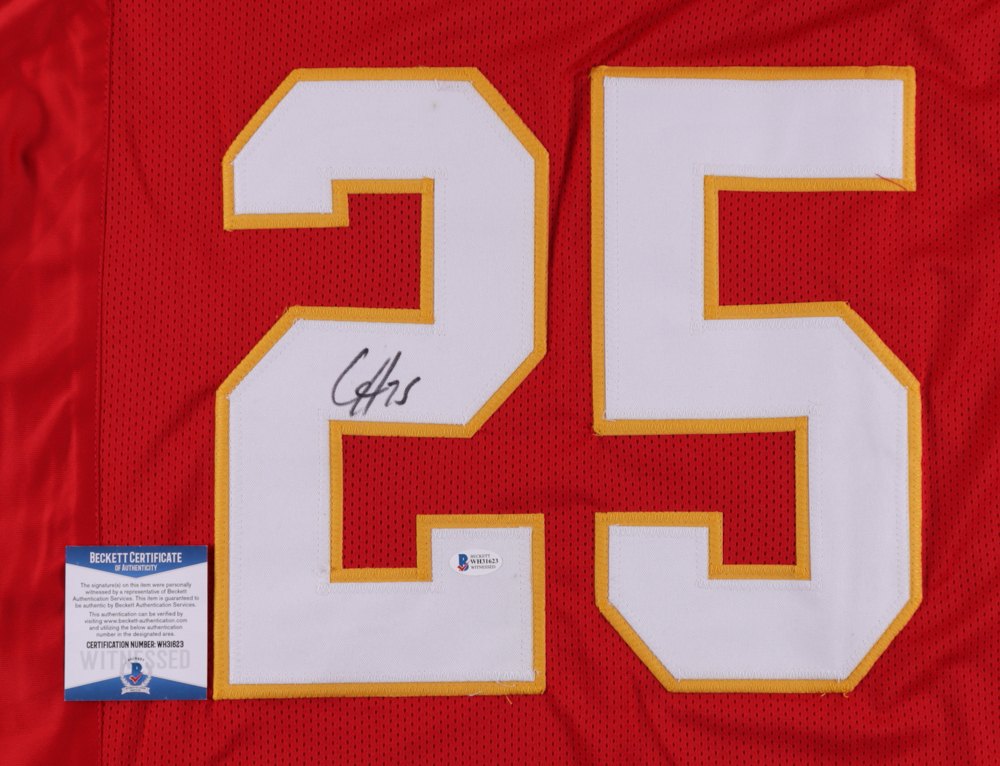 25
BECKETT CERTIFICATE
OF AUTHENTICITY
The signature(s) on this item were personally
witnessed by a representative of Beckett
Authentication Services. This item is guaranteed to
be authentic by Beckett Authentication Services.
This authentication can be verified by
visiting www.beckett-authentication.com
and utilizing the below authentication
number in the designated area.
CERTIFICATION NUMBER: WH31623
WITNESSED
BECKETT
B
BECKETT
WH31623
WITNESSED
B